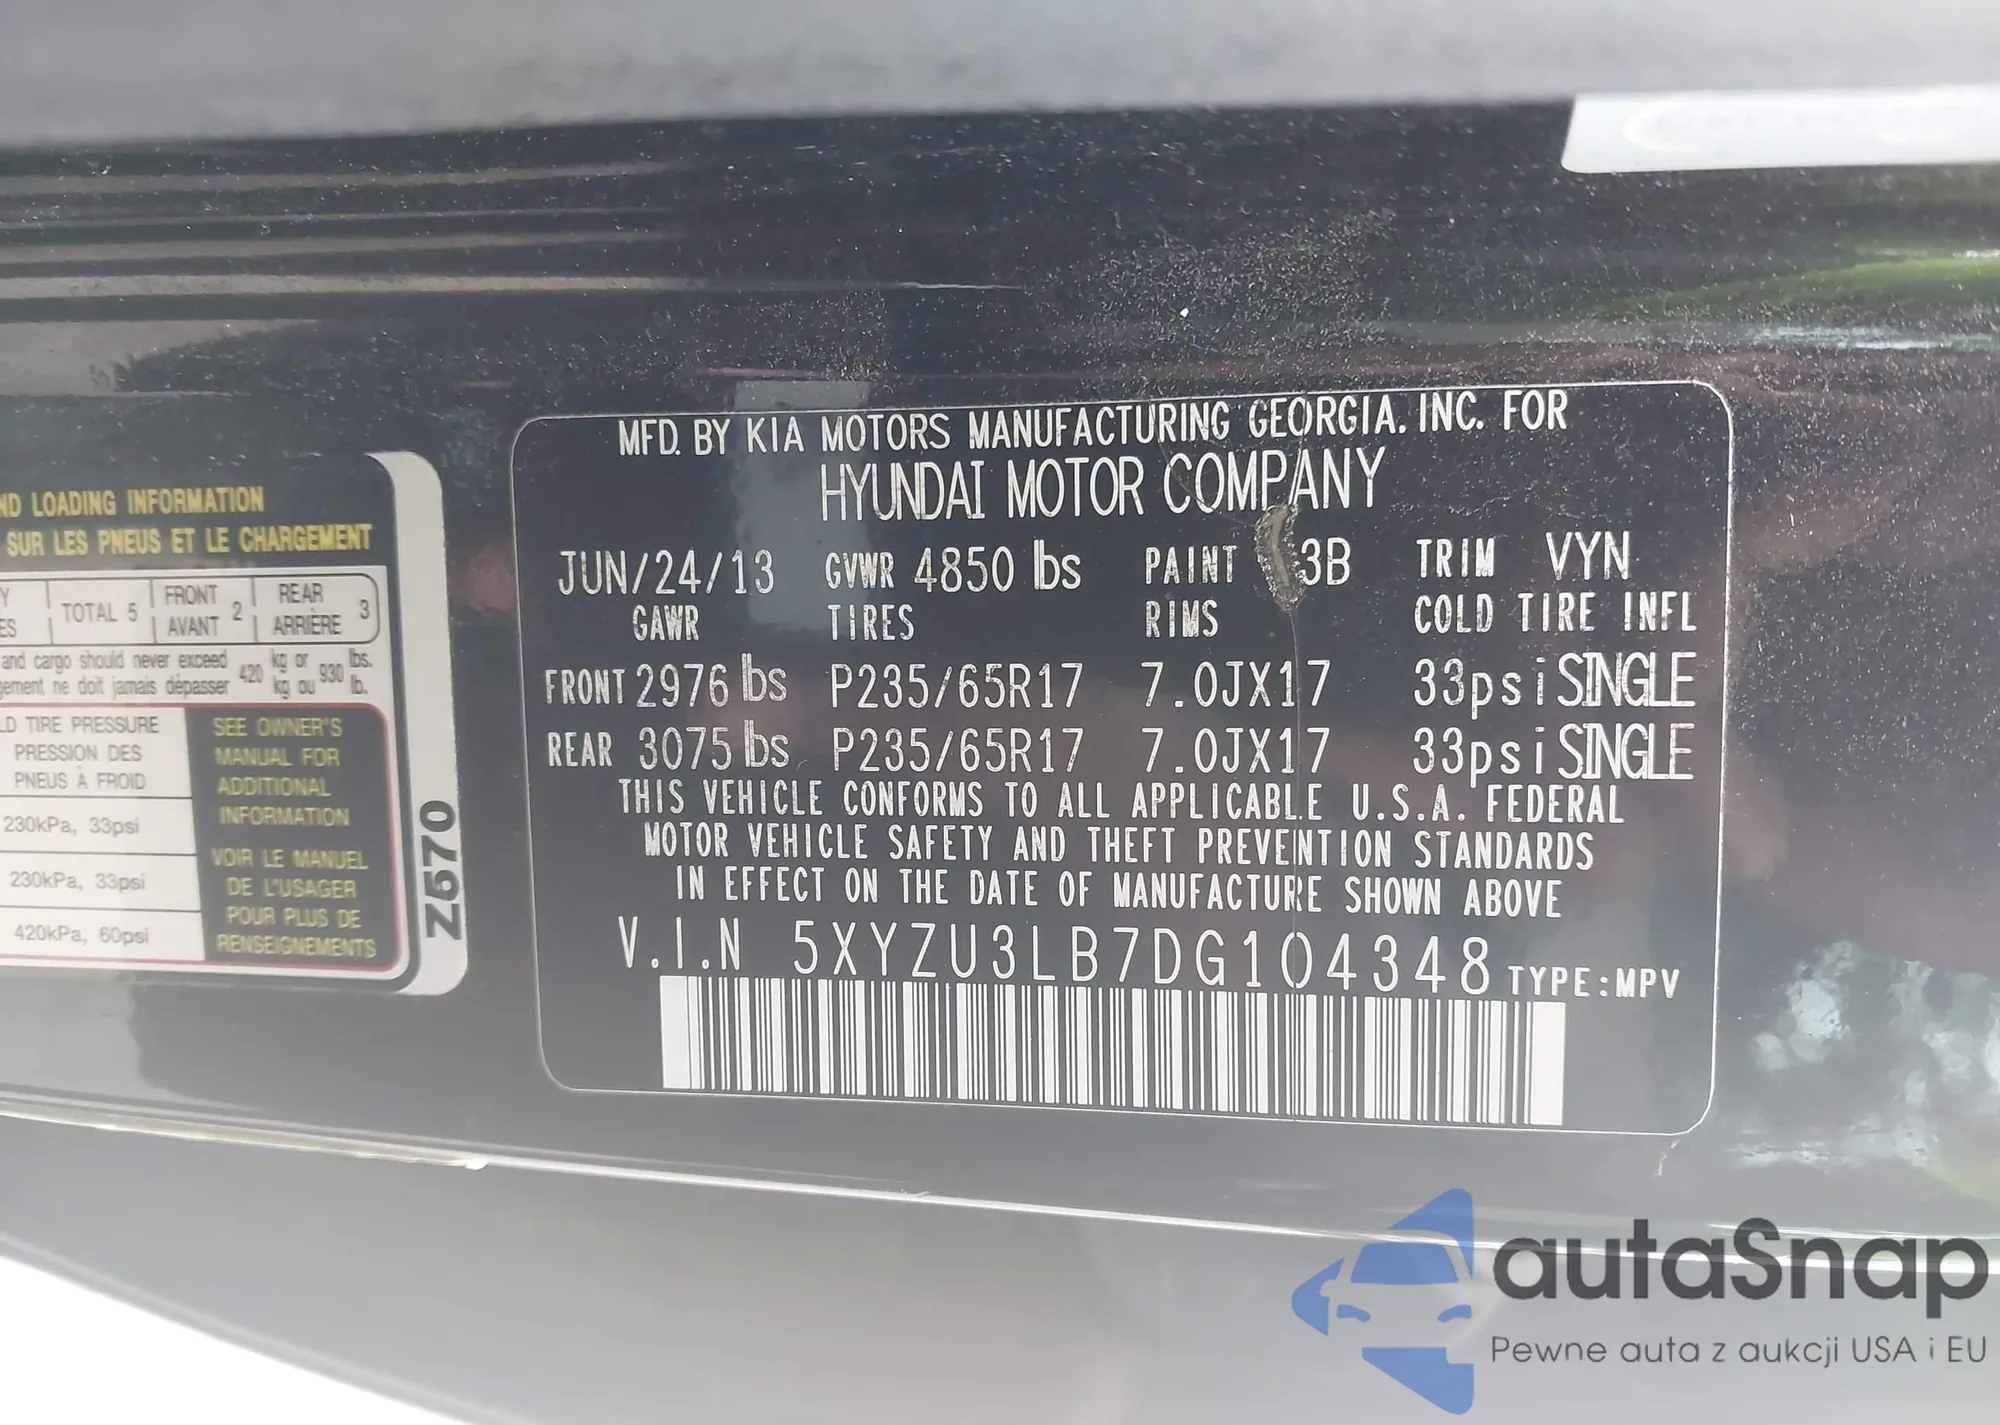 MFD. BY KIA MOTORS MANUFACTURING GEORGIA. INC. FOR
HYUNDAI MOTOR COMPANY
JUN/24/13 GVWR 4850 lbs PAINT 3B TRIM VYN
GAWR TIRES RIMS COLD TIRE INFL
FRONT 2976 lbs P235/65R17 7.0JX17 33psi SINGLE
REAR 3075 lbs P235/65R17 7.0JX17 33psi SINGLE
THIS VEHICLE CONFORMS TO ALL APPLICABLE U.S.A. FEDERAL
MOTOR VEHICLE SAFETY AND THEFT PREVENTION STANDARDS
IN EFFECT ON THE DATE OF MANUFACTURE SHOWN ABOVE
V.I.N 5XYZU3LB7DG104348 TYPE:MPV
LOADING INFORMATION
SUR LES PNEUS ET LE CHARGEMENT
TOTAL 5
FRONT
AVANT 2
REAR
ARRIÈRE 3
and cargo should never exceed 420 kg or 930 lbs.
ne doit jamais dépasser kg ou lb.
TIRE PRESSURE
PRESSION DES
PNEUS À FROID
230kPa, 33psi
230kPa, 33psi
420kPa, 60psi
SEE OWNER'S
MANUAL FOR
ADDITIONAL
INFORMATION
VOIR LE MANUEL
DE L'USAGER
POUR PLUS DE
RENSEIGNEMENTS
Z570
autaSnap
Pewne auta z aukcji USA i EU